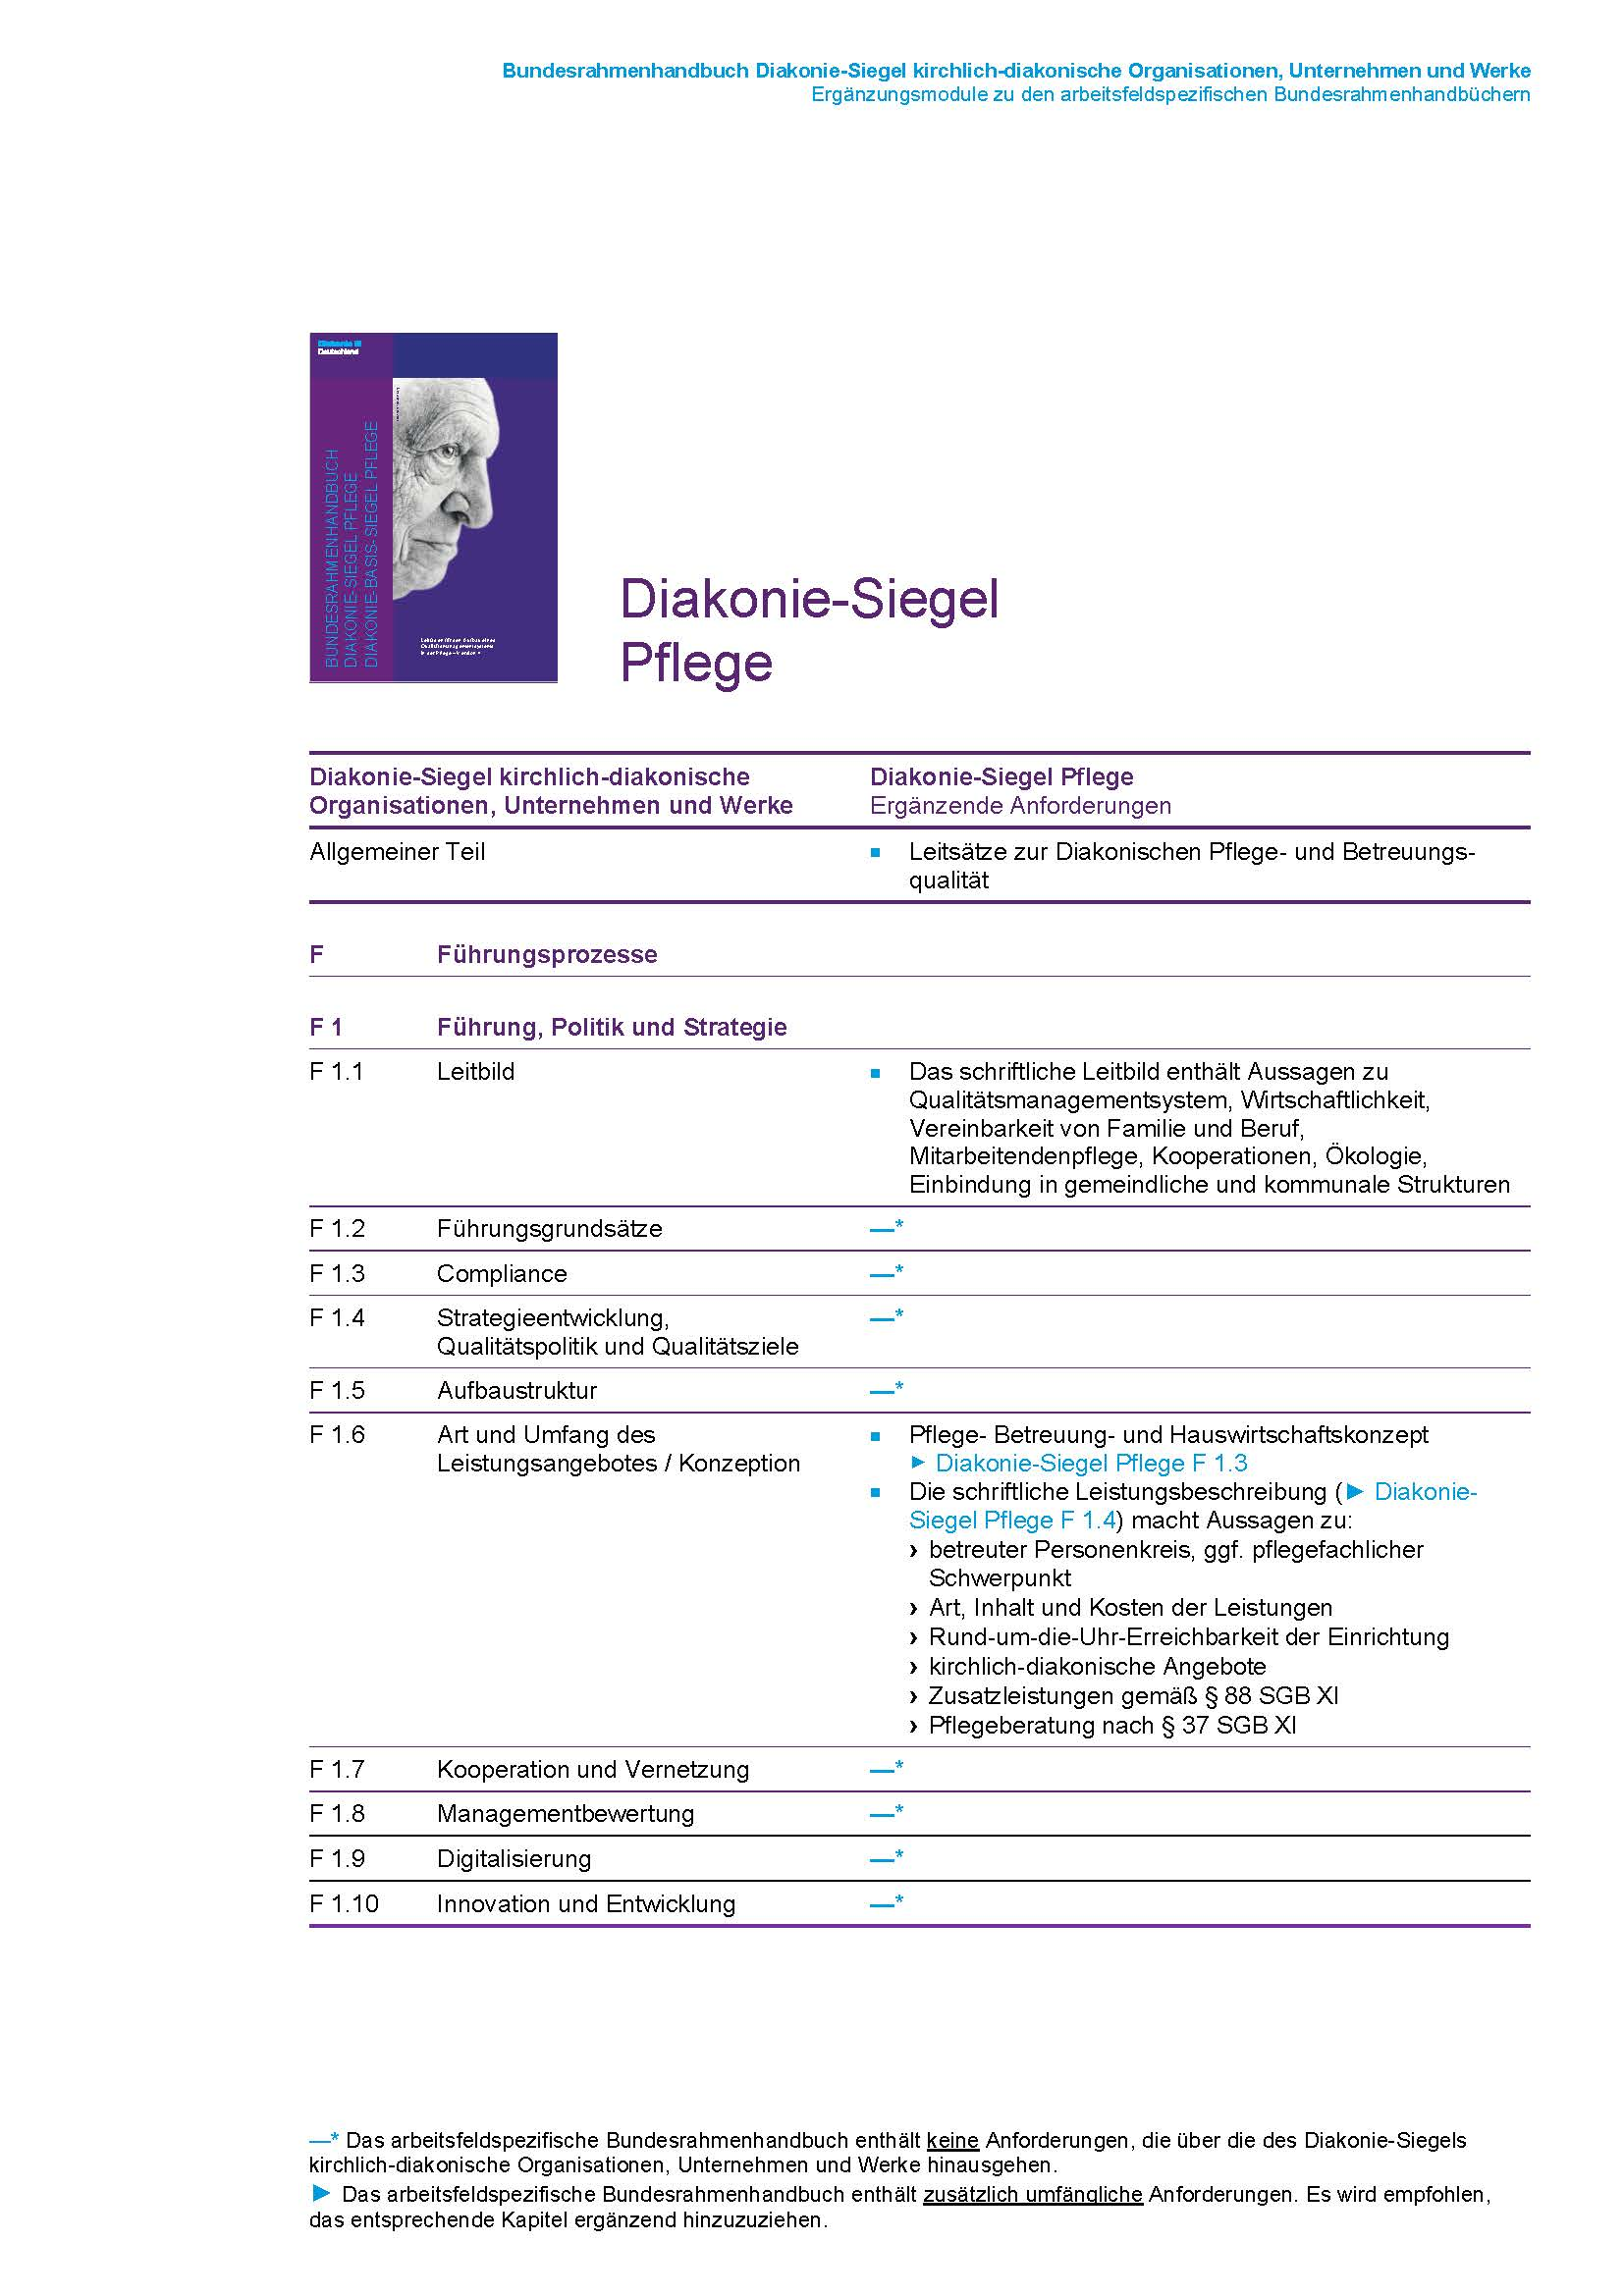 Bundesrahmenhandbuch Diakonie-Siegel kirchlich-diakonische Organisationen, Unternehmen und Werke
Ergänzungsmodule zu den arbeitsfeldspezifischen Bundesrahmenhandbüchern
Deutschland
BUNDESRAHMENHANDBUCH
DIAKONIE-SIEGEL PFLEGE
DIAKONIE-BASIS-SIEGEL PFLEGE
Diakonie-Siegel
Pflege
Diakonie-Siegel kirchlich-diakonische
Organisationen, Unternehmen und Werke
Diakonie-Siegel Pflege
Ergänzende Anforderungen
Allgemeiner Teil
■ Leitsätze zur Diakonischen Pflege- und Betreuungs-
qualität
F Führungsprozesse
F 1 Führung, Politik und Strategie
F 1.1 Leitbild
■ Das schriftliche Leitbild enthält Aussagen zu
Qualitätsmanagementsystem, Wirtschaftlichkeit,
Vereinbarkeit von Familie und Beruf,
Mitarbeitendenpflege, Kooperationen, Ökologie,
Einbindung in gemeindliche und kommunale Strukturen
F 1.2 Führungsgrundsätze —*
F 1.3 Compliance —*
F 1.4 Strategieentwicklung, —*
Qualitätspolitik und Qualitätsziele
F 1.5 Aufbaustruktur —*
F 1.6 Art und Umfang des
Leistungsangebotes / Konzeption
■ Pflege- Betreuung- und Hauswirtschaftskonzept
► Diakonie-Siegel Pflege F 1.3
■ Die schriftliche Leistungsbeschreibung (► Diakonie-
Siegel Pflege F 1.4) macht Aussagen zu:
› betreuter Personenkreis, ggf. pflegefachlicher
Schwerpunkt
› Art, Inhalt und Kosten der Leistungen
› Rund-um-die-Uhr-Erreichbarkeit der Einrichtung
› kirchlich-diakonische Angebote
› Zusatzleistungen gemäß § 88 SGB XI
› Pflegeberatung nach § 37 SGB XI
F 1.7 Kooperation und Vernetzung —*
F 1.8 Managementbewertung —*
F 1.9 Digitalisierung —*
F 1.10 Innovation und Entwicklung —*
—* Das arbeitsfeldspezifische Bundesrahmenhandbuch enthält keine Anforderungen, die über die des Diakonie-Siegels
kirchlich-diakonische Organisationen, Unternehmen und Werke hinausgehen.
► Das arbeitsfeldspezifische Bundesrahmenhandbuch enthält zusätzlich umfängliche Anforderungen. Es wird empfohlen,
das entsprechende Kapitel ergänzend hinzuzuziehen.